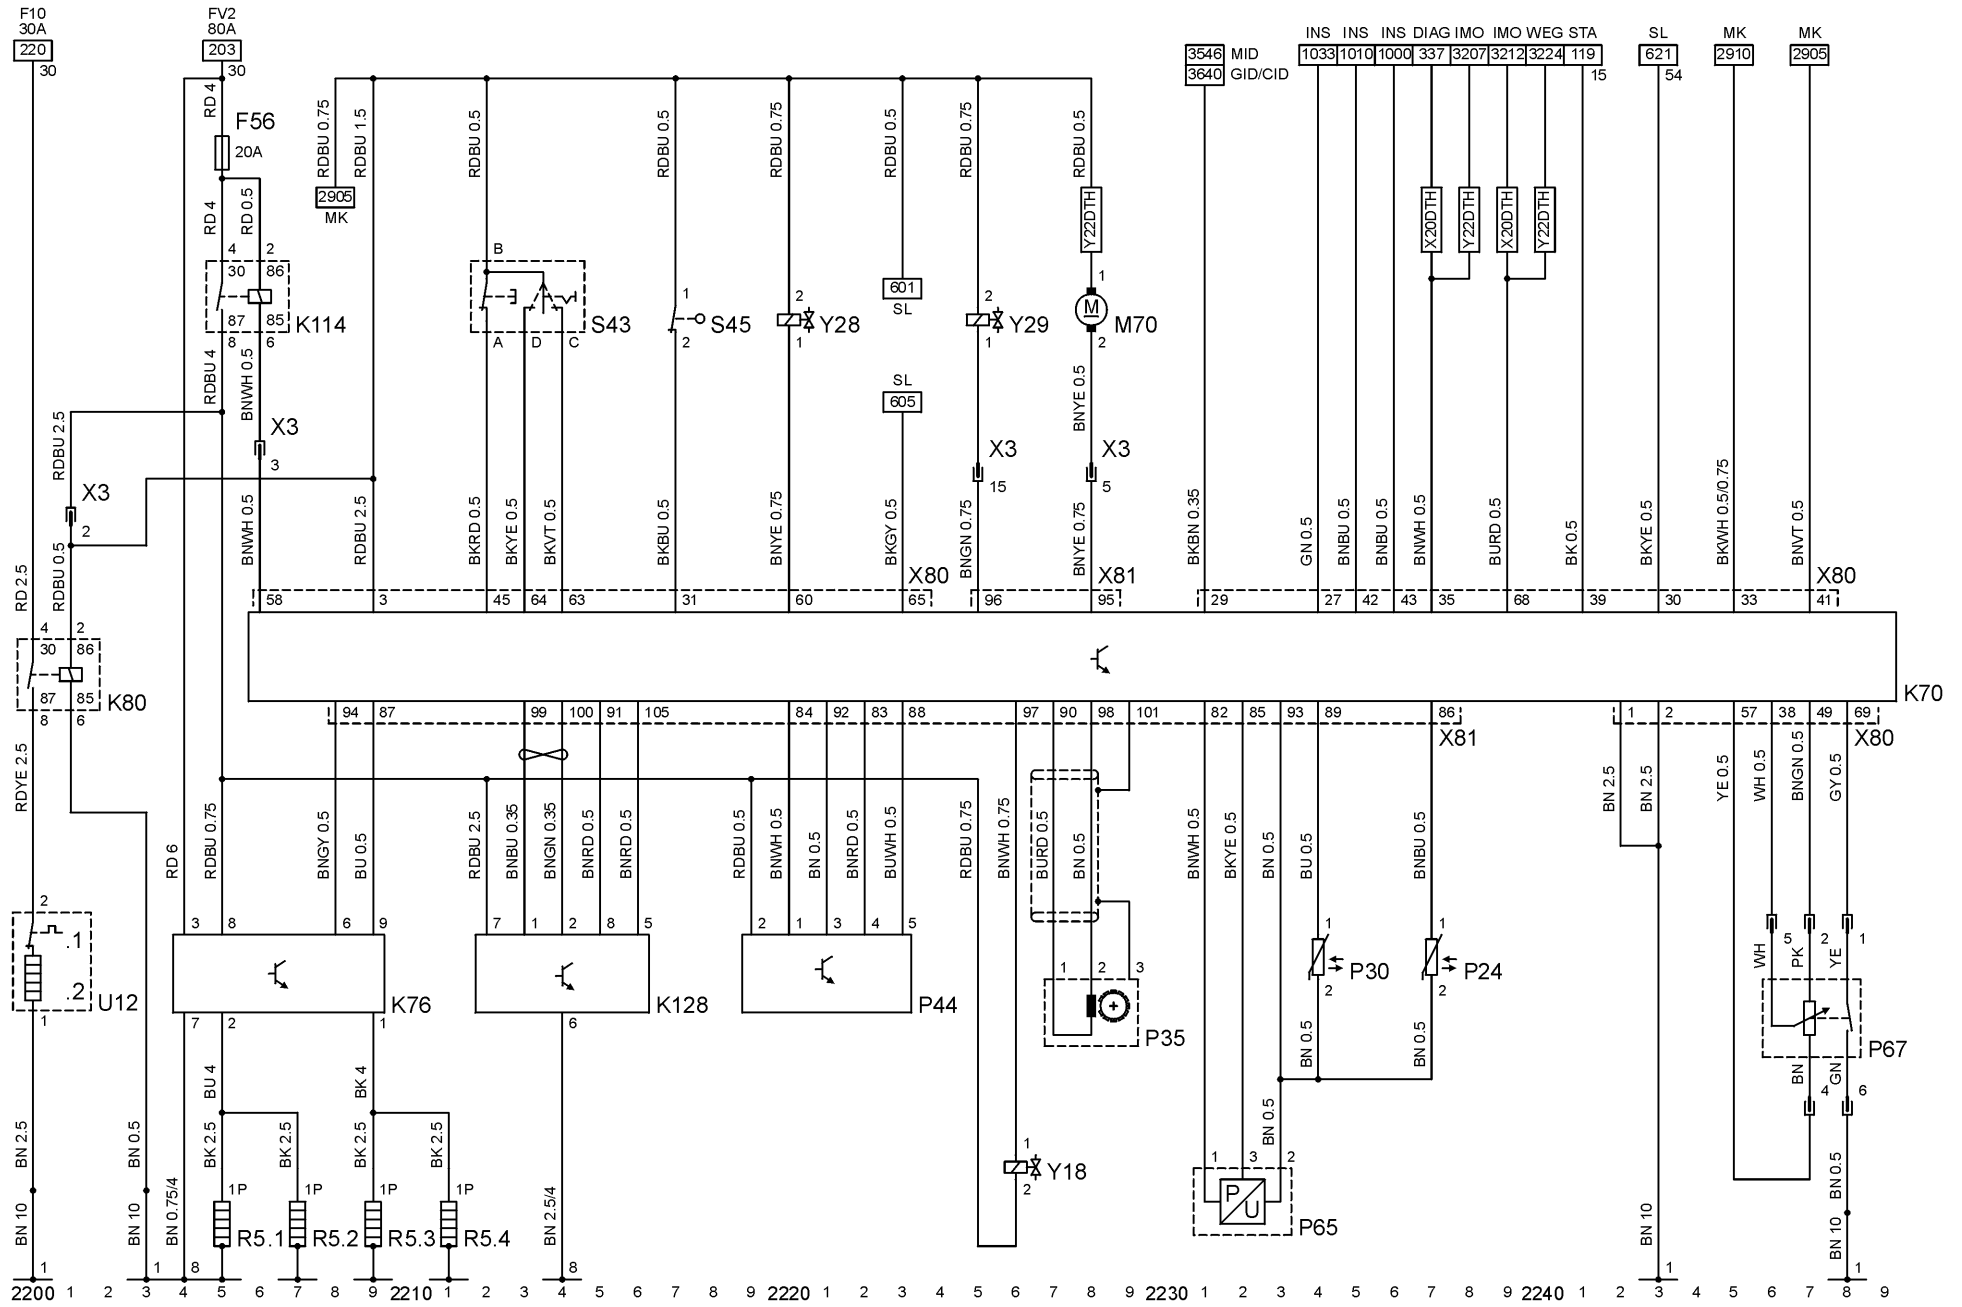 F10 FV2
30A 80A INS INS INS DIAG IMO IMO WEG STA SL MK MK
220 203 3546 MID 1033 1010 1000 337 3207 3212 3224 119 621 2910 2905
30 30 3640 GID/CID 15 54
RD 4 RDBU 0.75 RDBU 1.5 RDBU 0.5 RDBU 0.5 RDBU 0.75 RDBU 0.5 RDBU 0.75 RDBU 0.5
F56
20A
2905
MK
RD 4 RD 0.5 Y22DTH X20DTH Y22DTH X20DTH Y22DTH
4 2 B
30 86 1
601
SL
1 2 2
87 85 K114 S43 S45 Y28 Y29 M M70
8 6 A D C 2 1 1 2
RDBU 4 BNWH 0.5 BNYE 0.5
SL
605
RDBU 2.5 X3 X3 X3
3 15 5
X3
2
BNWH 0.5 RDBU 2.5 BKRD 0.5 BKYE 0.5 BKVT 0.5 BKBU 0.5 BNYE 0.75 BKGY 0.5 BNGN 0.75 BNYE 0.75 BKBN 0.35 GN 0.5 BNBU 0.5 BNBU 0.5 BNWH 0.5 BURD 0.5 BK 0.5 BKYE 0.5 BKWH 0.5/0.75 BNVT 0.5
RD 2.5 RDBU 0.5 X80 X81 X80
58 3 45 64 63 31 60 65 96 95 29 27 42 43 35 68 39 30 33 41
4 2
30 86
87 85 K80 K70
8 6 94 87 99 100 91 105 84 92 83 88 97 90 98 101 82 85 93 89 86 1 2 57 38 49 69
X81 X80
RDYE 2.5 BN 2.5 BN 2.5 YE 0.5 WH 0.5 BNGN 0.5 GY 0.5
RD 6 RDBU 0.75 BNGY 0.5 BU 0.5 RDBU 2.5 BNBU 0.35 BNGN 0.35 BNRD 0.5 BNRD 0.5 RDBU 0.5 BNWH 0.5 BN 0.5 BNRD 0.5 BUWH 0.5 RDBU 0.75 BNWH 0.75 BURD 0.5 BN 0.5 BNWH 0.5 BKYE 0.5 BN 0.5 BU 0.5 BNBU 0.5
2 3 8 6 9 7 1 2 8 5 2 1 3 4 5 1 1
.1 5 2 1
WH PK YE
1 2 3 P30 P24
.2 U12 K76 K128 P44 2 2
1 7 2 1 6 P35 P67
BN 0.5 BN 0.5 BN GN
BU 4 BK 4 4 6
BN 2.5 BN 0.5 BK 2.5 BK 2.5 BK 2.5 BK 2.5 BN 0.5
1 1 3 2
Y18
BN 0.5
1P 1P 1P 1P 2
P U
BN 10 BN 10 BN 0.75/4 R5.1 R5.2 R5.3 R5.4 BN 2.5/4 P65 BN 10 BN 10
1 1 8 1 8 1 1
2200 1 2 3 4 5 6 7 8 9 2210 1 2 3 4 5 6 7 8 9 2220 1 2 3 4 5 6 7 8 9 2230 1 2 3 4 5 6 7 8 9 2240 1 2 3 4 5 6 7 8 9